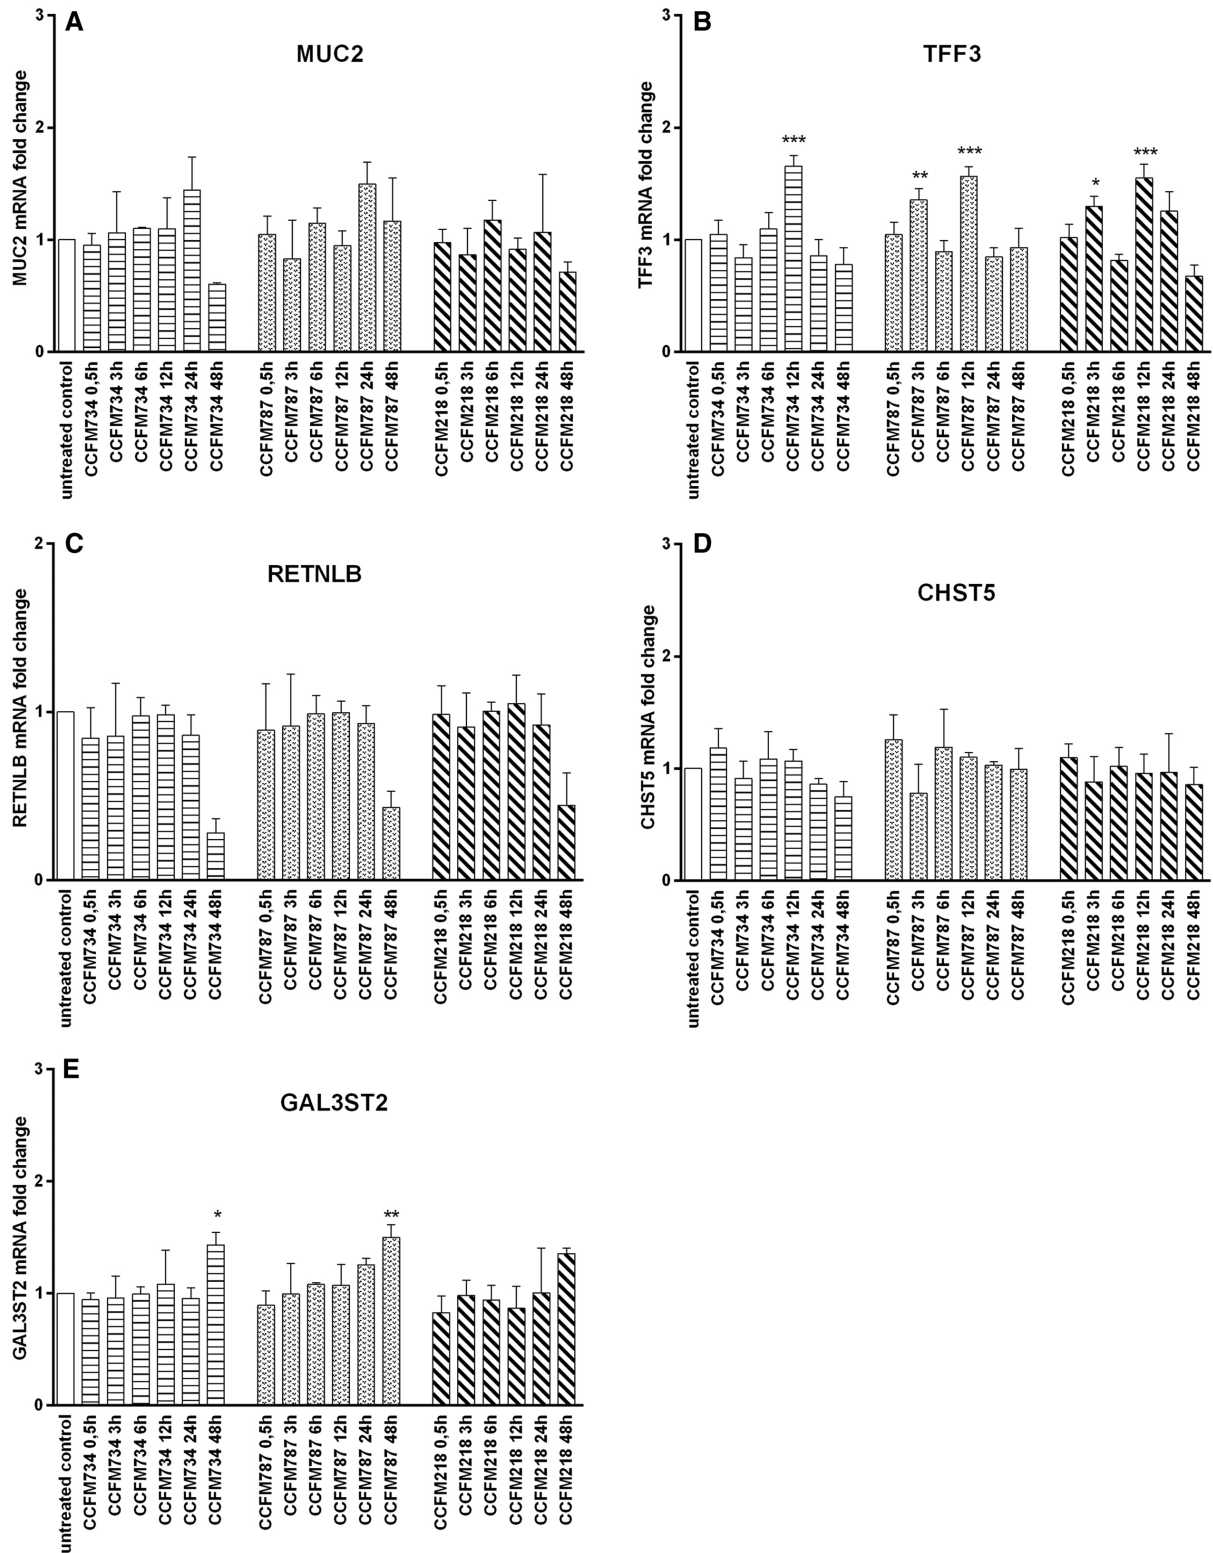 A
MUC2
MUC2 mRNA fold change
3
2
1
0
untreated control
CCFM734 0,5h
CCFM734 3h
CCFM734 6h
CCFM734 12h
CCFM734 24h
CCFM734 48h
CCFM787 0,5h
CCFM787 3h
CCFM787 6h
CCFM787 12h
CCFM787 24h
CCFM787 48h
CCFM218 0,5h
CCFM218 3h
CCFM218 6h
CCFM218 12h
CCFM218 24h
CCFM218 48h
B
TFF3
TFF3 mRNA fold change
3
2
1
0
***
**
***
*
***
untreated control
CCFM734 0,5h
CCFM734 3h
CCFM734 6h
CCFM734 12h
CCFM734 24h
CCFM734 48h
CCFM787 0,5h
CCFM787 3h
CCFM787 6h
CCFM787 12h
CCFM787 24h
CCFM787 48h
CCFM218 0,5h
CCFM218 3h
CCFM218 6h
CCFM218 12h
CCFM218 24h
CCFM218 48h
C
RETNLB
RETNLB mRNA fold change
2
1
0
untreated control
CCFM734 0,5h
CCFM734 3h
CCFM734 6h
CCFM734 12h
CCFM734 24h
CCFM734 48h
CCFM787 0,5h
CCFM787 3h
CCFM787 6h
CCFM787 12h
CCFM787 24h
CCFM787 48h
CCFM218 0,5h
CCFM218 3h
CCFM218 6h
CCFM218 12h
CCFM218 24h
CCFM218 48h
D
CHST5
CHST5 mRNA fold change
3
2
1
0
untreated control
CCFM734 0,5h
CCFM734 3h
CCFM734 6h
CCFM734 12h
CCFM734 24h
CCFM734 48h
CCFM787 0,5h
CCFM787 3h
CCFM787 6h
CCFM787 12h
CCFM787 24h
CCFM787 48h
CCFM218 0,5h
CCFM218 3h
CCFM218 6h
CCFM218 12h
CCFM218 24h
CCFM218 48h
E
GAL3ST2
GAL3ST2 mRNA fold change
3
2
1
0
*
**
untreated control
CCFM734 0,5h
CCFM734 3h
CCFM734 6h
CCFM734 12h
CCFM734 24h
CCFM734 48h
CCFM787 0,5h
CCFM787 3h
CCFM787 6h
CCFM787 12h
CCFM787 24h
CCFM787 48h
CCFM218 0,5h
CCFM218 3h
CCFM218 6h
CCFM218 12h
CCFM218 24h
CCFM218 48h